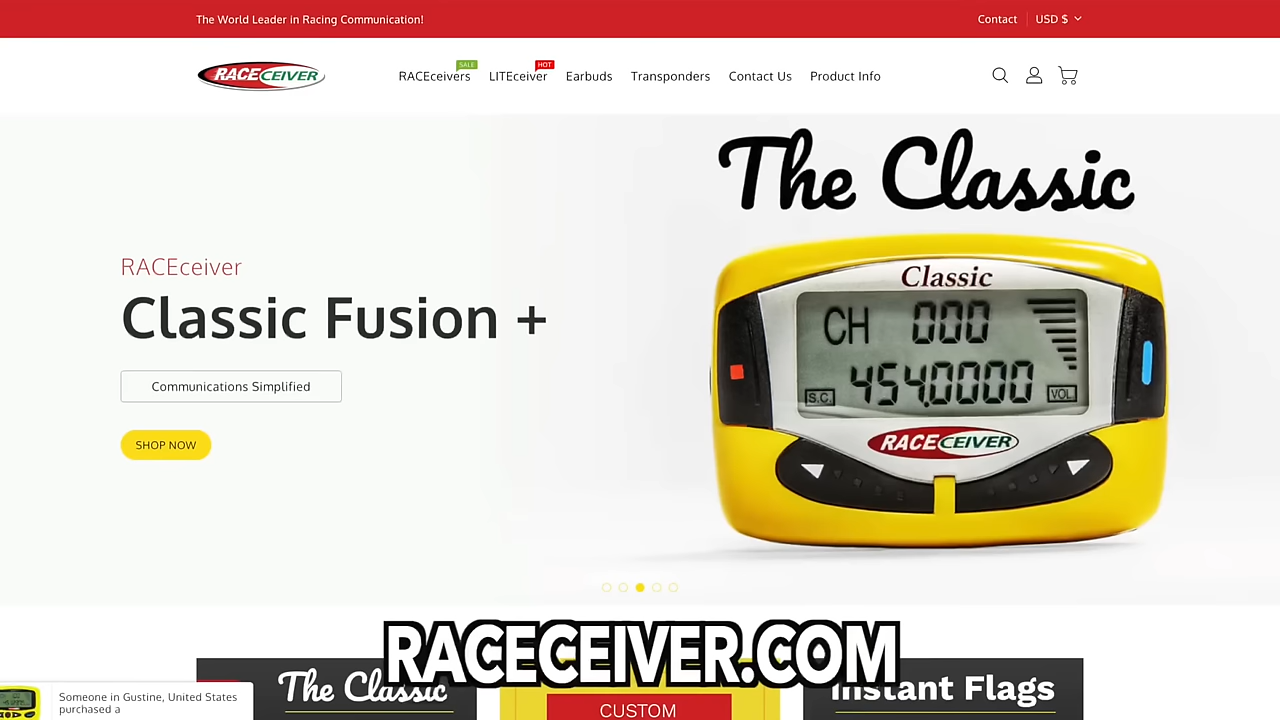 The World Leader in Racing Communication!
Contact
USD $
RACECEIVER
SALE
HOT
RACEceivers
LITEceiver
Earbuds
Transponders
Contact Us
Product Info
The Classic
RACEceiver
Classic Fusion +
Communications Simplified
SHOP NOW
Classic
CH 000
454.0000
S.C.
VOL
RACECEIVER
RACECEIVER.COM
The Classic
CUSTOM
Instant Flags
Someone in Gustine, United States
purchased a